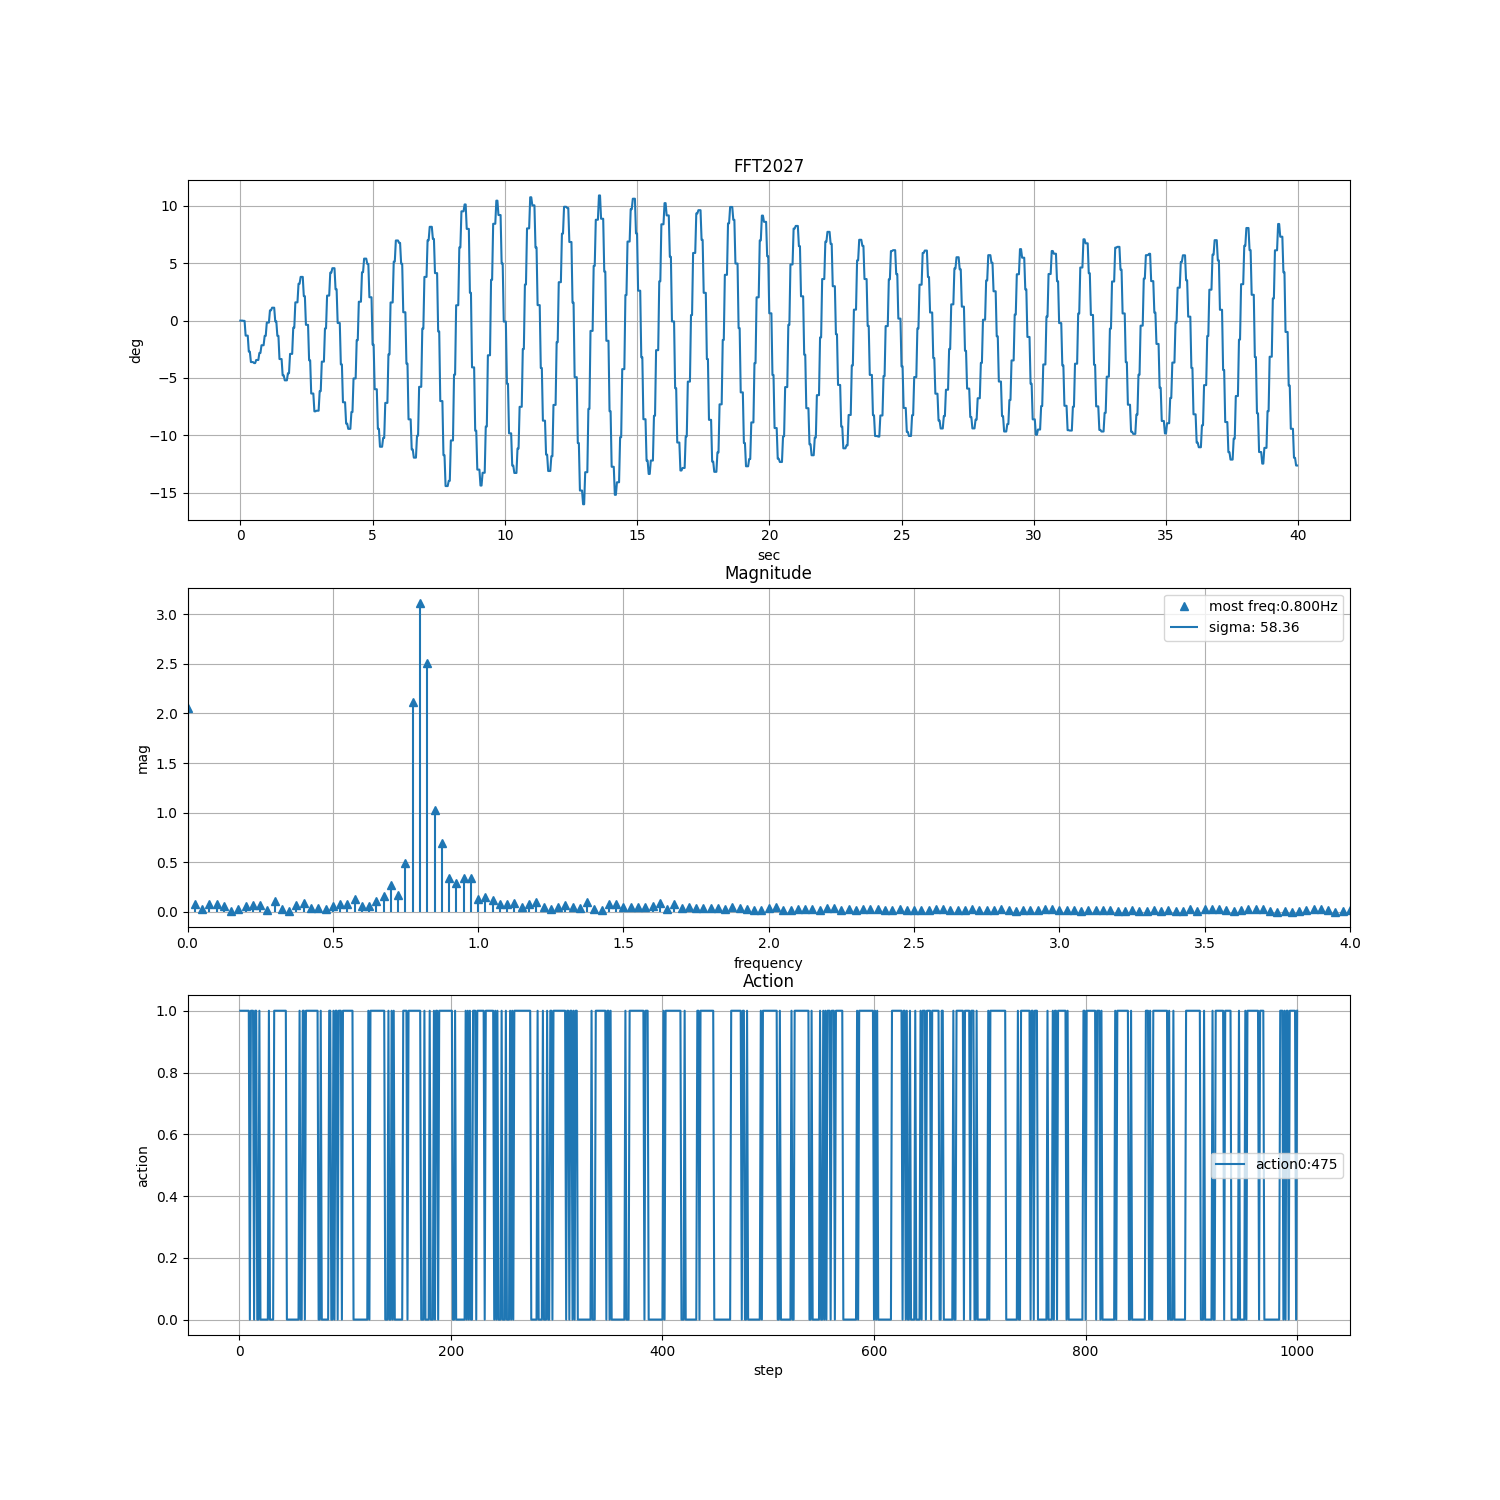 FFT2027
10
5
0
−5
−10
−15
deg
0 5 10 15 20 25 30 35 40
sec
Magnitude
most freq:0.800Hz
sigma: 58.36
3.0
2.5
2.0
1.5
1.0
0.5
0.0
mag
0.0 0.5 1.0 1.5 2.0 2.5 3.0 3.5 4.0
frequency
Action
1.0
0.8
0.6
0.4
0.2
0.0
action
action0:475
0 200 400 600 800 1000
step